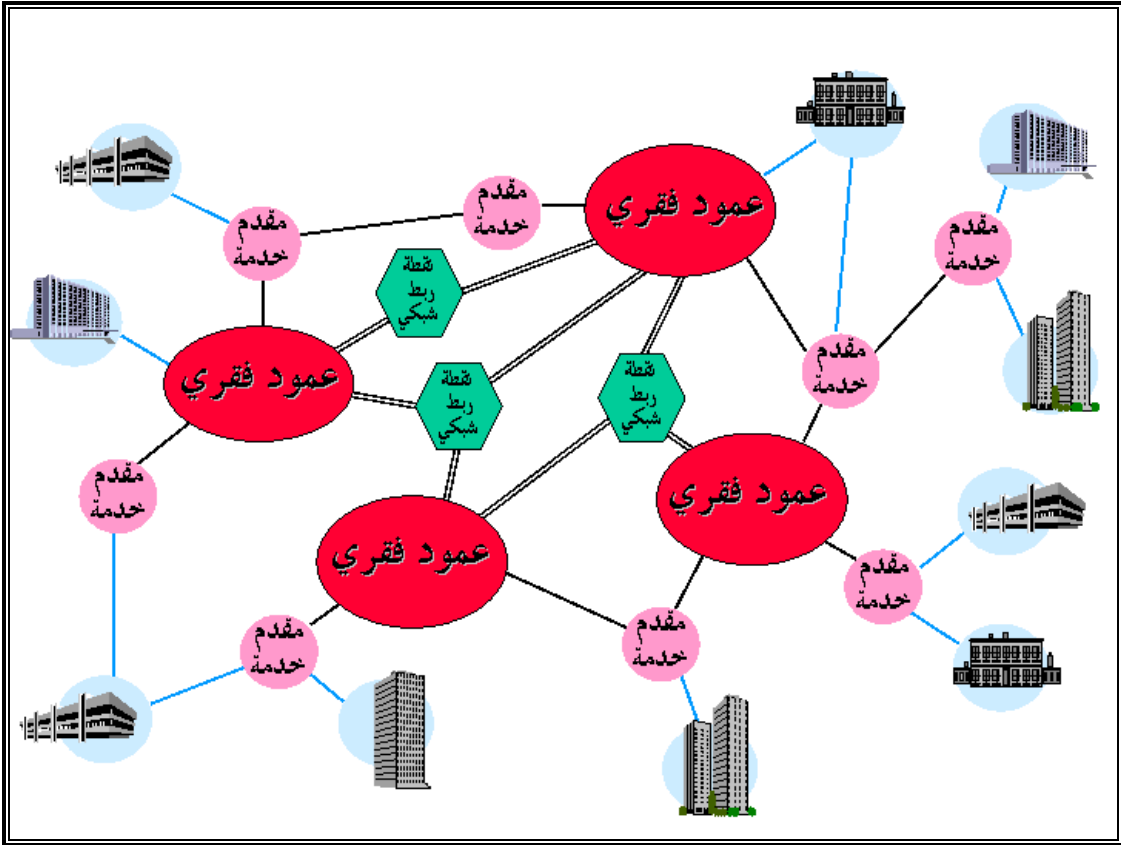 عمود فقري
مقدم
خدمة
مقدم
خدمة
مقدم
خدمة
نقطة
ربط
شبكي
مقدم
خدمة
عمود فقري
نقطة
ربط
شبكي
نقطة
ربط
شبكي
مقدم
خدمة
عمود فقري
عمود فقري
مقدم
خدمة
مقدم
خدمة
مقدم
خدمة